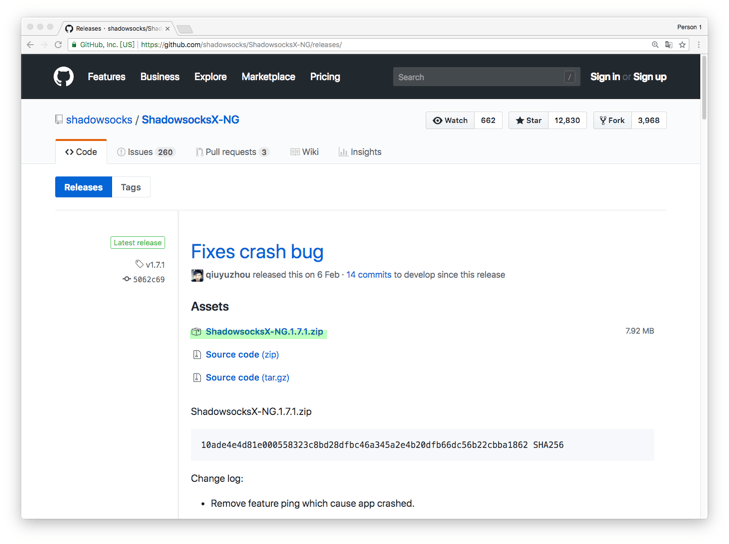 Releases · shadowsocks/Shad
Person 1
GitHub, Inc. [US] | https://github.com/shadowsocks/ShadowsocksX-NG/releases/
Features Business Explore Marketplace Pricing Search / Sign in or Sign up
shadowsocks / ShadowsocksX-NG Watch 662 Star 12,830 Fork 3,968
Code Issues 260 Pull requests 3 Wiki Insights
Releases Tags
Latest release
v1.7.1
5062c69
Fixes crash bug
qiuyuzhou released this on 6 Feb · 14 commits to develop since this release
Assets
ShadowsocksX-NG.1.7.1.zip 7.92 MB
Source code (zip)
Source code (tar.gz)
ShadowsocksX-NG.1.7.1.zip
10ade4e4d81e000558323c8bd28dfbc46a345a2e4b20dfb66dc56b22cbba1862 SHA256
Change log:
• Remove feature ping which cause app crashed.